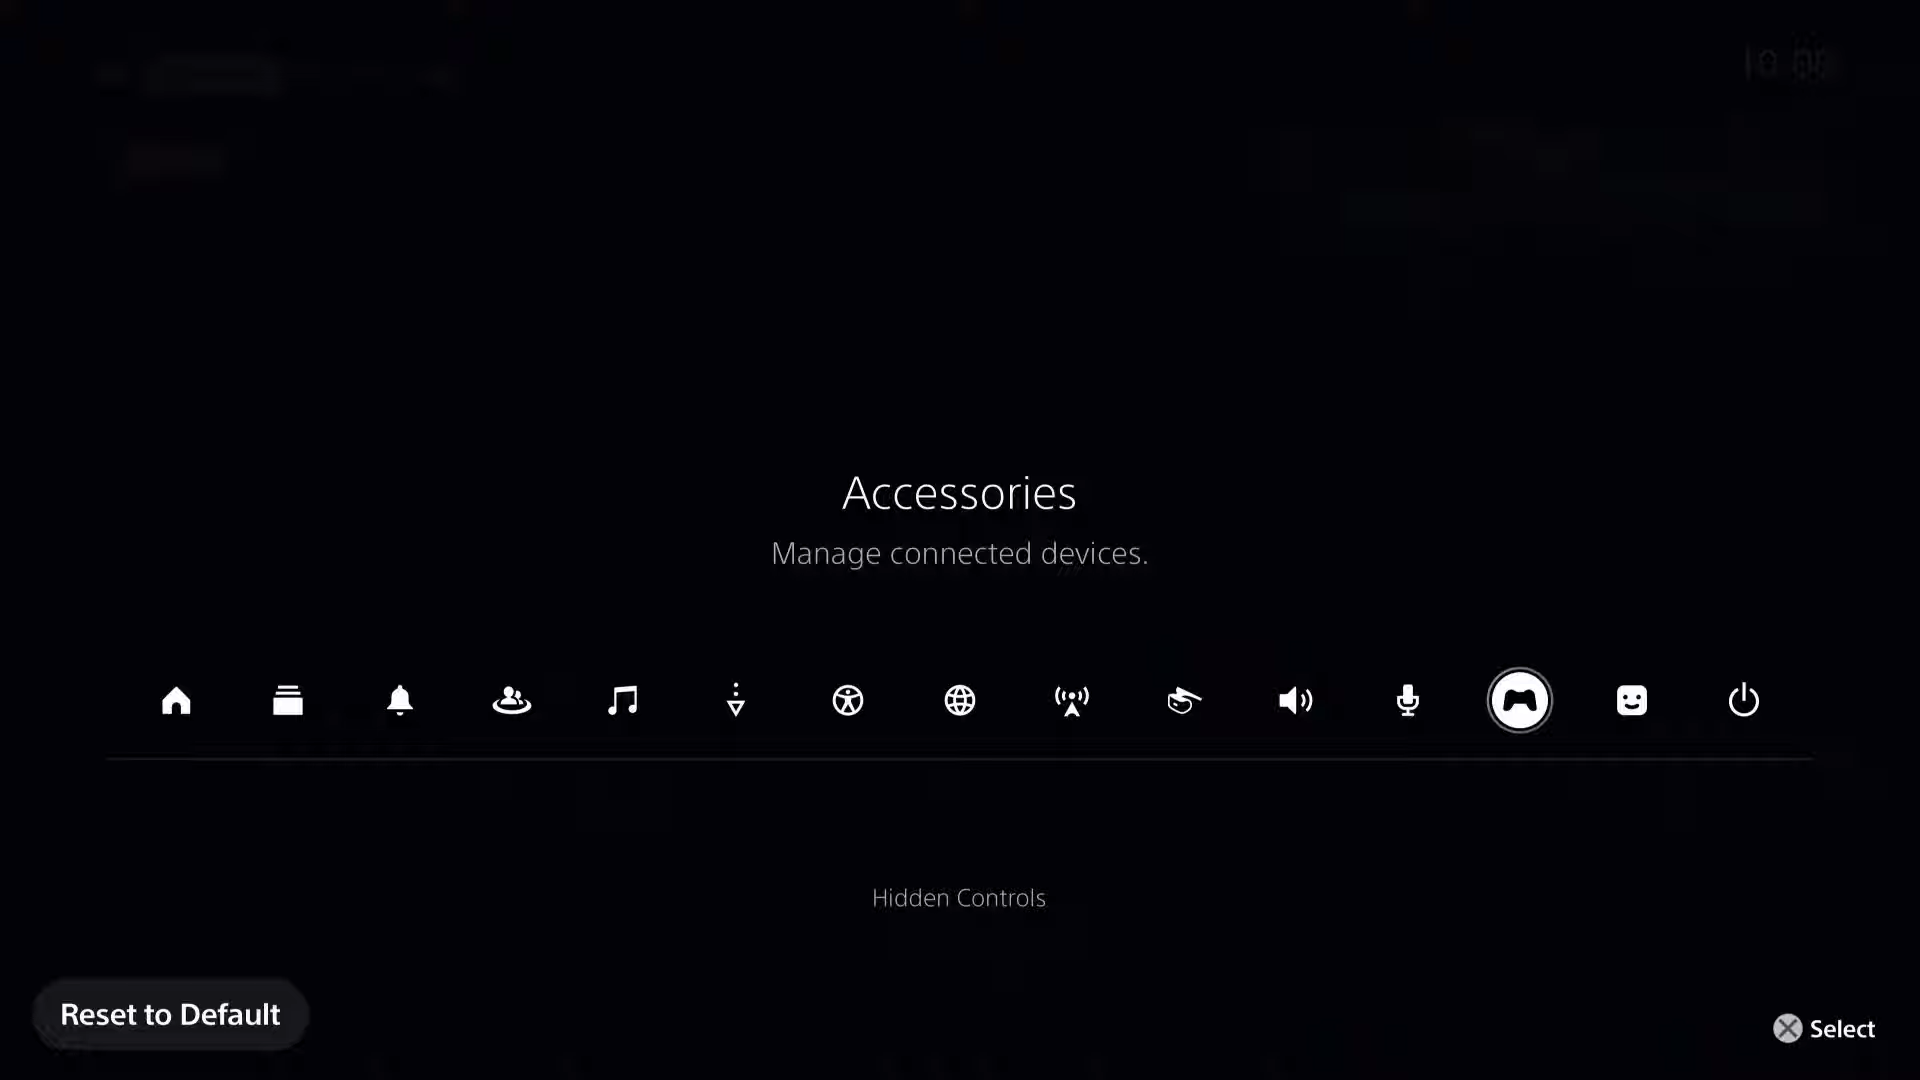 Accessories
Manage connected devices.
Hidden Controls
Reset to Default
Select